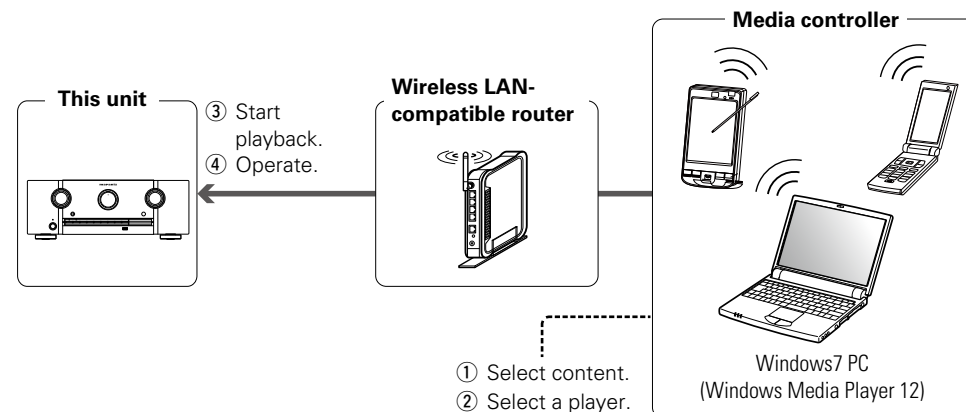 Media controller
This unit
Wireless LAN-
compatible router
③ Start
playback.
④ Operate.
① Select content.
② Select a player.
Windows7 PC
(Windows Media Player 12)